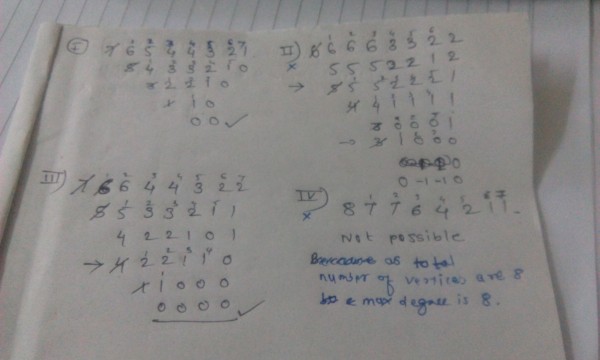 I) 7 6 5 4 4 3 2 1
5 4 3 3 2 1 0
3 2 2 1 0
1 1 0
0 0 ✓
II) 6 6 6 6 3 3 2 2
× 5 5 5 2 2 1 2
→ 5 5 5 2 2 2 1
4 4 1 1 1 1
3 0 0 0 1
→ 3 1 0 0 0
0 -1 -1 0
III) 7 6 6 4 4 3 2 2
5 5 3 3 2 1 1
4 2 2 1 0 1
→ 4 2 2 1 1 0
1 1 0 0 0
0 0 0 0 ✓
IV) 8 7 7 6 4 2 1 1
×
Not possible
as total
number of vertices are 8
& max degree is 8.